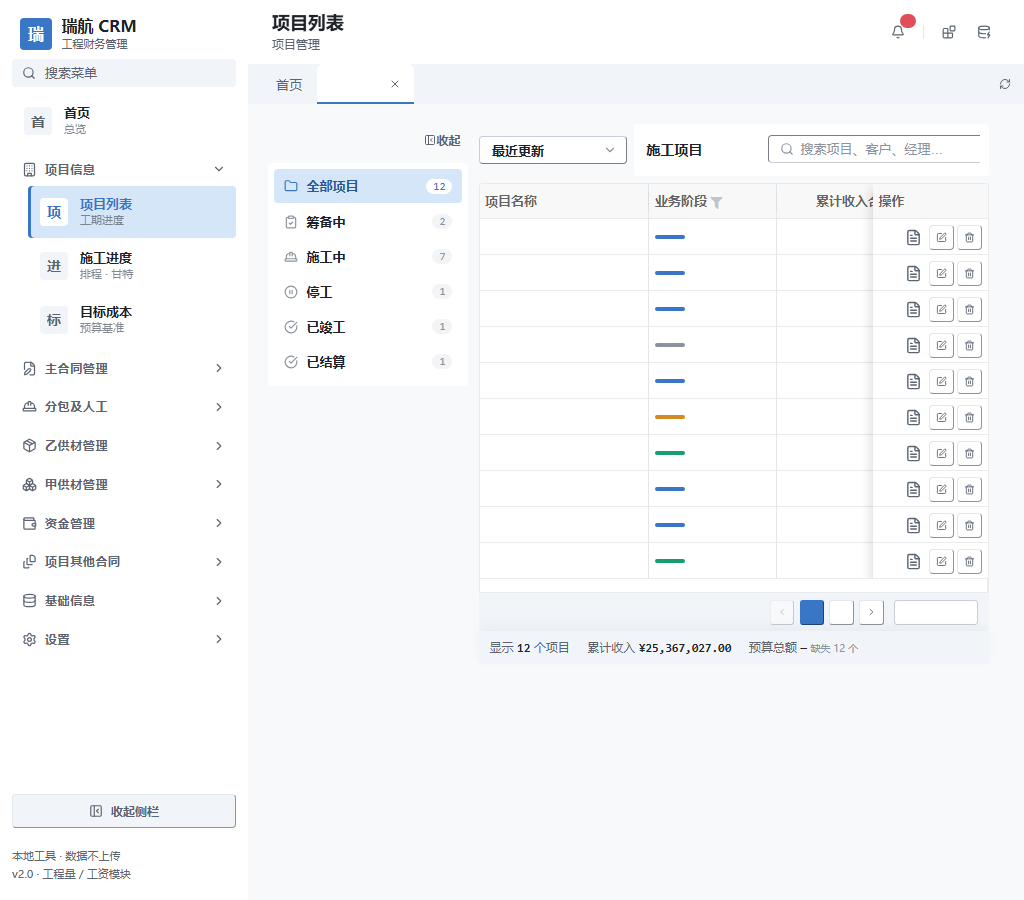 瑞
瑞航 CRM
工程财务管理
搜索菜单
首
首页
总览
项目信息
项
项目列表
工期进度
进
施工进度
排程 · 甘特
标
目标成本
预算基准
主合同管理
分包及人工
乙供材管理
甲供材管理
资金管理
项目其他合同
基础信息
设置
收起侧栏
本地工具 · 数据不上传
v2.0 · 工程量 / 工资模块
项目列表
项目管理
首页
收起
全部项目 12
筹备中 2
施工中 7
停工 1
已竣工 1
已结算 1
最近更新
施工项目
搜索项目、客户、经理...
项目名称 业务阶段 累计收入 操作
显示 12 个项目 累计收入 ¥25,367,027.00 预算总额 – 缺失 12 个